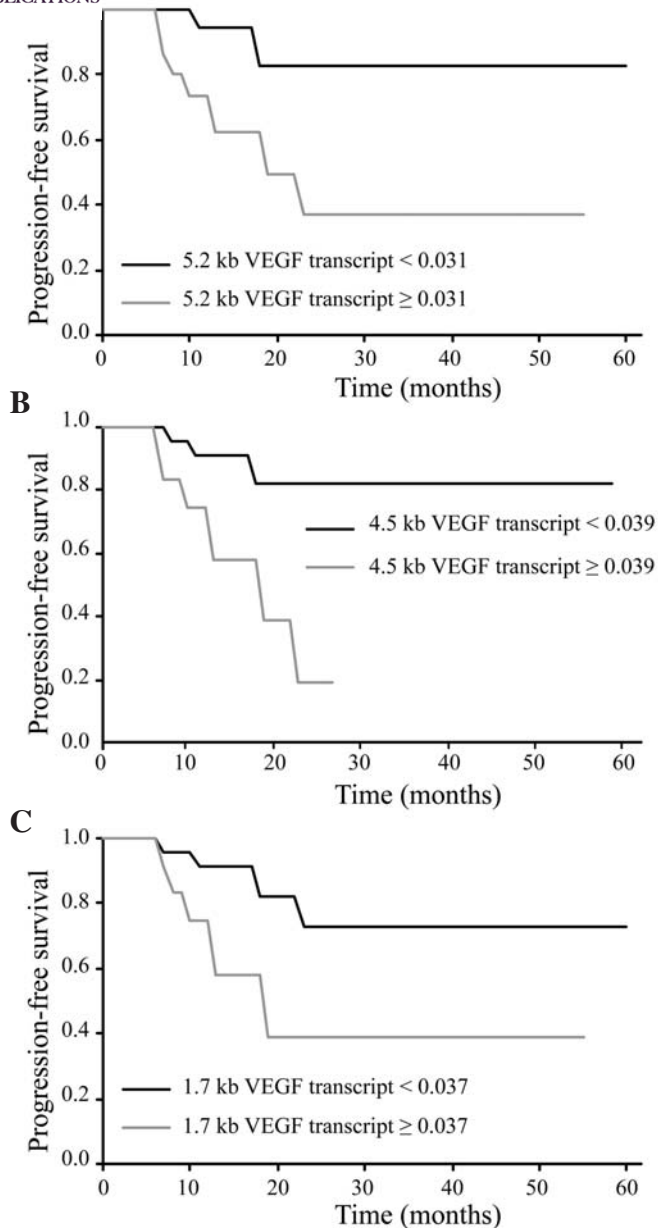 Progression-free survival
0.8
0.6
0.4
0.2
0.0
5.2 kb VEGF transcript < 0.031
5.2 kb VEGF transcript ≥ 0.031
0 10 20 30 40 50 60
Time (months)
B
Progression-free survival
1.0
0.8
0.6
0.4
0.2
0.0
4.5 kb VEGF transcript < 0.039
4.5 kb VEGF transcript ≥ 0.039
0 10 20 30 40 50 60
Time (months)
C
Progression-free survival
1.0
0.8
0.6
0.4
0.2
0.0
1.7 kb VEGF transcript < 0.037
1.7 kb VEGF transcript ≥ 0.037
0 10 20 30 40 50 60
Time (months)